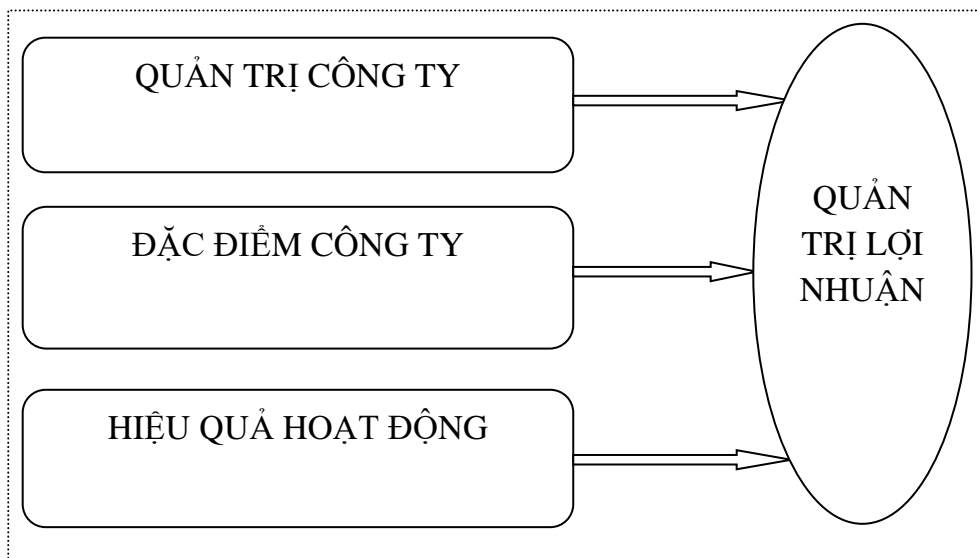 QUẢN TRỊ CÔNG TY
ĐẶC ĐIỂM CÔNG TY
HIỆU QUẢ HOẠT ĐỘNG
QUẢN
TRỊ LỢI
NHUẬN